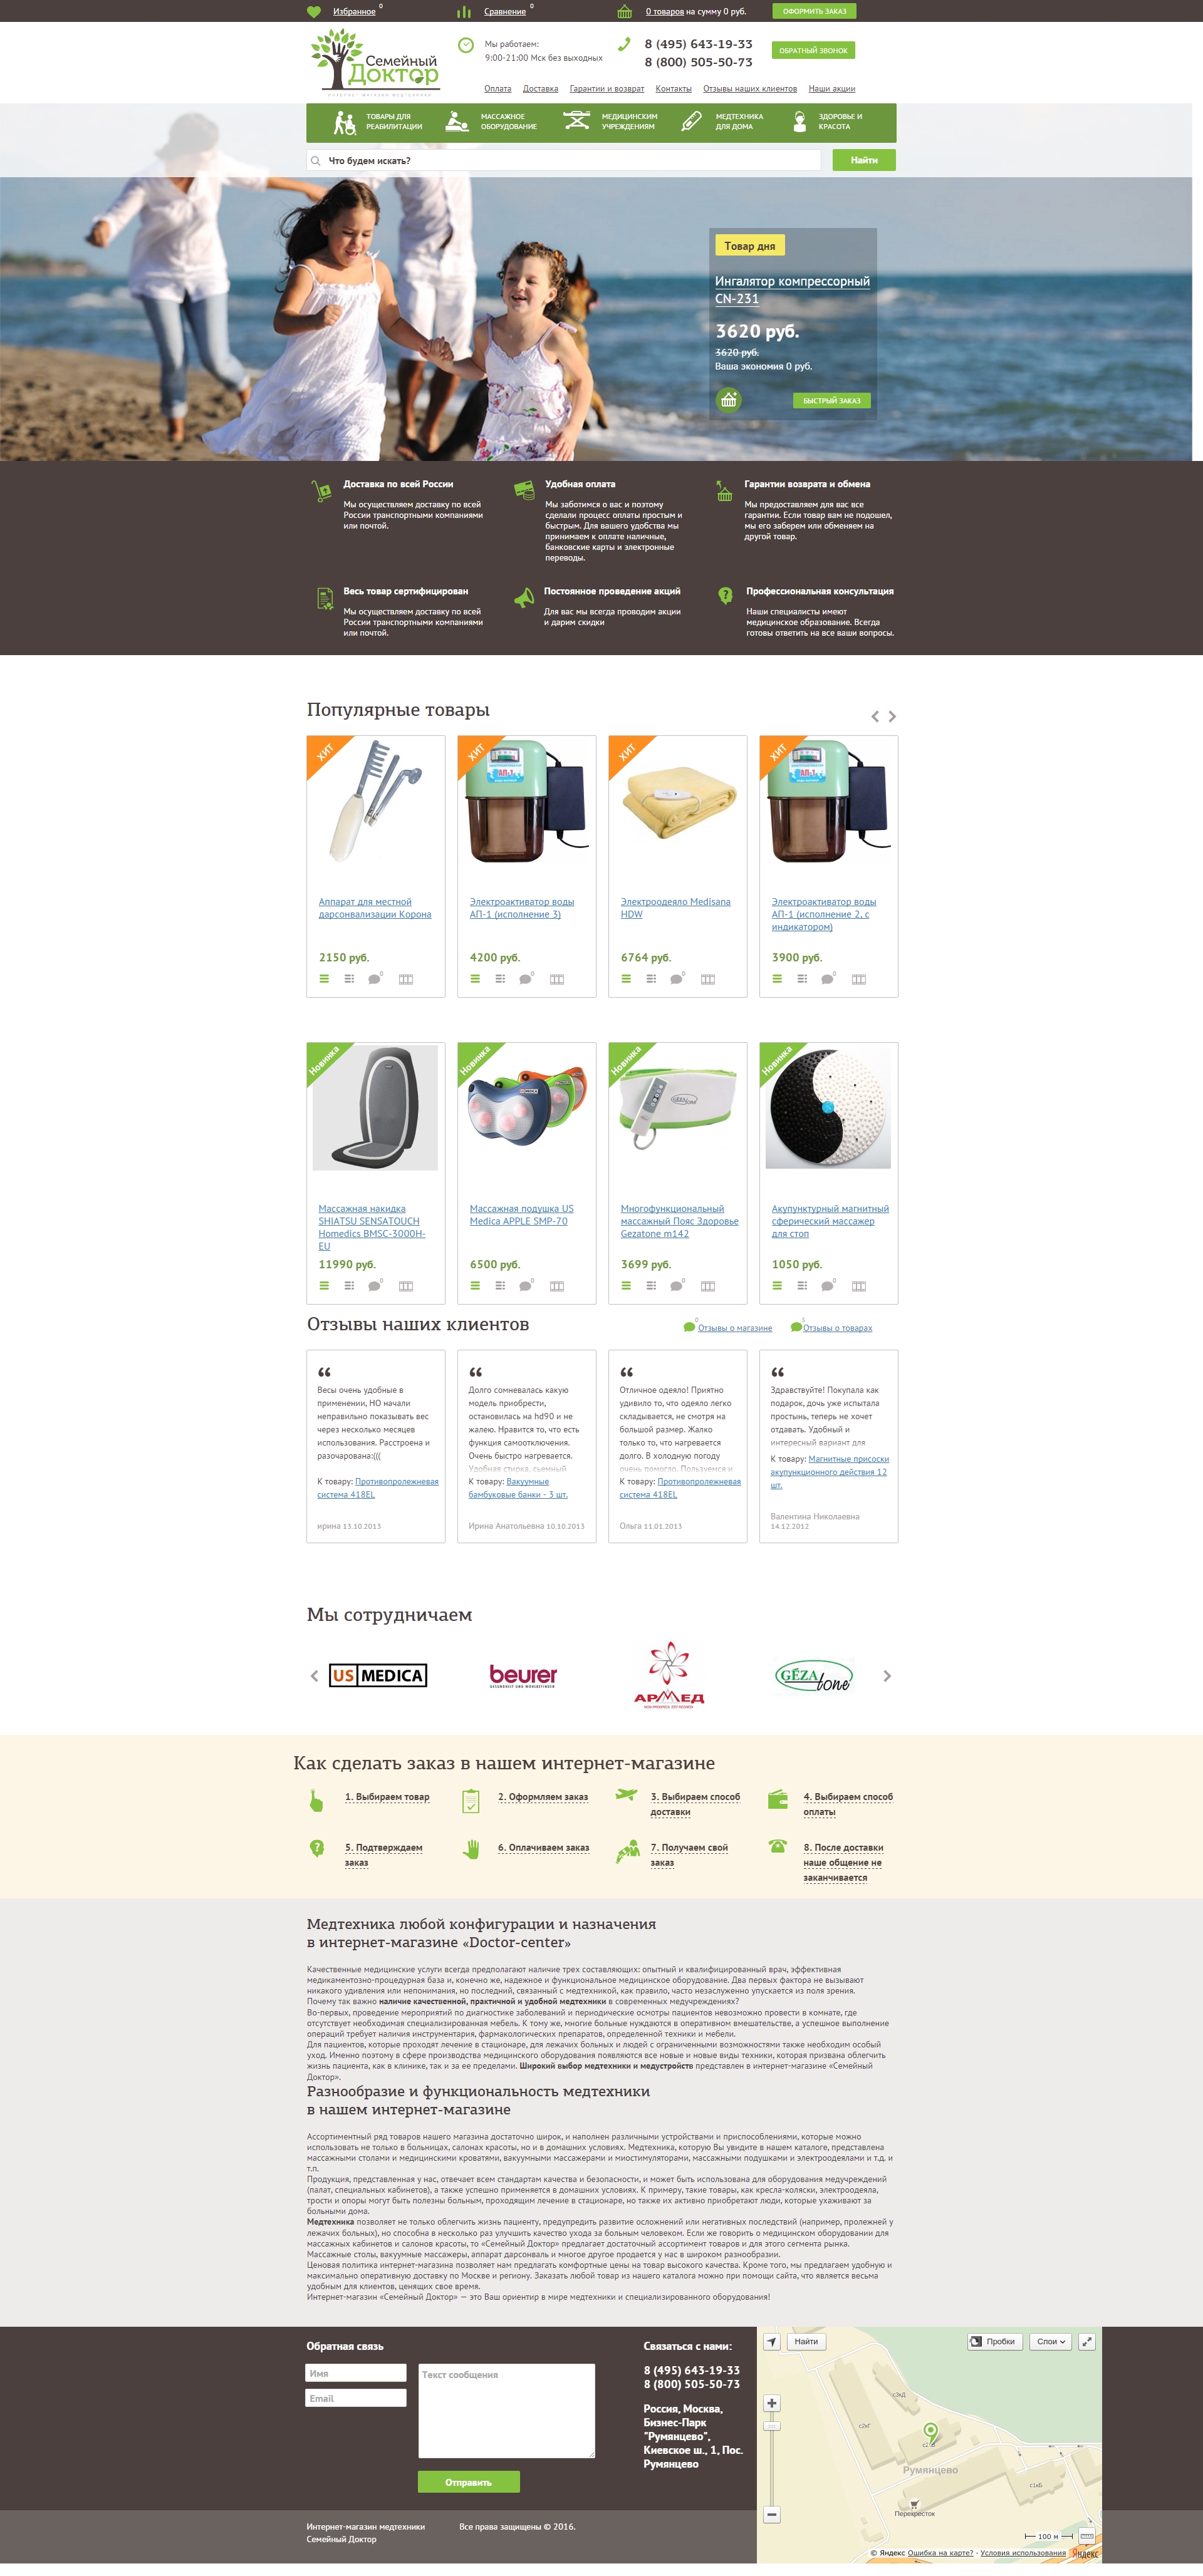 Избранное 0
Сравнение 0
0 товаров на сумму 0 руб.
ОФОРМИТЬ ЗАКАЗ
Семейный
Доктор
ИНТЕРНЕТ МАГАЗИН МЕДТЕХНИКИ
Мы работаем:
9:00-21:00 Мск без выходных
8 (495) 643-19-33
8 (800) 505-50-73
ОБРАТНЫЙ ЗВОНОК
Оплата Доставка Гарантии и возврат Контакты Отзывы наших клиентов Наши акции
ТОВАРЫ ДЛЯ
РЕАБИЛИТАЦИИ
МАССАЖНОЕ
ОБОРУДОВАНИЕ
МЕДИЦИНСКИМ
УЧРЕЖДЕНИЯМ
МЕДТЕХНИКА
ДЛЯ ДОМА
ЗДОРОВЬЕ И
КРАСОТА
Что будем искать?
Найти
Товар дня
Ингалятор компрессорный
CN-231
3620 руб.
3620 руб.
Ваша экономия 0 руб.
БЫСТРЫЙ ЗАКАЗ
Доставка по всей России
Мы осуществляем доставку по всей
России транспортными компаниями
или почтой.
Удобная оплата
Мы заботимся о вас и поэтому
сделали процесс оплаты простым и
быстрым. Для вашего удобства мы
принимаем к оплате наличные,
банковские карты и электронные
переводы.
Гарантии возврата и обмена
Мы предоставляем для вас все
гарантии. Если товар вам не подошел,
мы его заберем или обменяем на
другой товар.
Весь товар сертифицирован
Мы осуществляем доставку по всей
России транспортными компаниями
или почтой.
Постоянное проведение акций
Для вас мы всегда проводим акции
и дарим скидки
Профессиональная консультация
Наши специалисты имеют
медицинское образование. Всегда
готовы ответить на все ваши вопросы.
Популярные товары
ХИТ
Аппарат для местной
дарсонвализации Корона
2150 руб.
0
ХИТ
АП-1
Электроактиватор воды
АП-1 (исполнение 3)
4200 руб.
0
ХИТ
Электроодеяло Medisana
HDW
6764 руб.
0
ХИТ
АП-1
Электроактиватор воды
АП-1 (исполнение 2, с
индикатором)
3900 руб.
0
Новинка
Массажная накидка
SHIATSU SENSATOUCH
Homedics BMSC-3000H-
EU
11990 руб.
0
Новинка
Массажная подушка US
Medica APPLE SMP-70
6500 руб.
0
Новинка
Gezatone
Многофункциональный
массажный Пояс Здоровье
Gezatone m142
3699 руб.
0
Новинка
Акупунктурный магнитный
сферический массажер
для стоп
1050 руб.
0
Отзывы наших клиентов
0 Отзывы о магазине
5 Отзывы о товарах
Весы очень удобные в
применении, НО начали
неправильно показывать вес
через несколько месяцев
использования. Расстроена и
разочарована:(((
К товару: Противопролежневая
система 418EL
ирина 13.10.2013
Долго сомневалась какую
модель приобрести,
остановилась на hd90 и не
жалею. Нравится то, что есть
функция самоотключения.
Очень быстро нагревается.
Удобная стирка, съемный
К товару: Вакуумные
бамбуковые банки - 3 шт.
Ирина Анатольевна 10.10.2013
Отличное одеяло! Приятно
удивило то, что одеяло легко
складывается, не смотря на
большой размер. Жалко
только то, что нагревается
долго. В холодную погоду
очень помогло. Пользуемся и
К товару: Противопролежневая
система 418EL
Ольга 11.01.2013
Здравствуйте! Покупала как
подарок, дочь уже испытала
простынь, теперь не хочет
отдавать. Удобный и
интересный вариант для
К товару: Магнитные присоски
акупункционного действия 12
шт.
Валентина Николаевна
14.12.2012
Мы сотрудничаем
US MEDICA
beurer
GESUNDHEIT UND WOHLBEFINDEN
АРМЕД
GÉZAtone
Как сделать заказ в нашем интернет-магазине
1. Выбираем товар
2. Оформляем заказ
3. Выбираем способ
доставки
4. Выбираем способ
оплаты
5. Подтверждаем
заказ
6. Оплачиваем заказ
7. Получаем свой
заказ
8. После доставки
наше общение не
заканчивается
Медтехника любой конфигурации и назначения
в интернет-магазине «Doctor-center»
Качественные медицинские услуги всегда предполагают наличие трех составляющих: опытный и квалифицированный врач, эффективная
медикаментозно-процедурная база и, конечно же, надежное и функциональное медицинское оборудование. Два первых фактора не вызывают
никакого удивления или непонимания, но последний, связанный с медтехникой, как правило, часто незаслуженно упускается из поля зрения.
Почему так важно наличие качественной, практичной и удобной медтехники в современных медучреждениях?
Во-первых, проведение мероприятий по диагностике заболеваний и периодические осмотры пациентов невозможно провести в комнате, где
отсутствует необходимая специализированная мебель. К тому же, многие больные нуждаются в оперативном вмешательстве, а успешное выполнение
операций требует наличия инструментария, фармакологических препаратов, определенной техники и мебели.
Для пациентов, которые проходят лечение в стационаре, для лежачих больных и людей с ограниченными возможностями также необходим особый
уход. Именно поэтому в сфере производства медицинского оборудования появляются все новые и новые виды техники, которая призвана облегчить
жизнь пациента, как в клинике, так и за ее пределами. Широкий выбор медтехники и медустройств представлен в интернет-магазине «Семейный
Доктор».
Разнообразие и функциональность медтехники
в нашем интернет-магазине
Ассортиментный ряд товаров нашего магазина достаточно широк, и наполнен различными устройствами и приспособлениями, которые можно
использовать не только в больницах, салонах красоты, но и в домашних условиях. Медтехника, которую Вы увидите в нашем каталоге, представлена
массажными столами и медицинскими кроватями, вакуумными массажерами и миостимуляторами, массажными подушками и электроодеялами и т.д. и
т.п.
Продукция, представленная у нас, отвечает всем стандартам качества и безопасности, и может быть использована для оборудования медучреждений
(палат, специальных кабинетов), а также успешно применяется в домашних условиях. К примеру, такие товары, как кресла-коляски, электроодеяла,
трости и опоры могут быть полезны больным, проходящим лечение в стационаре, но также их активно приобретают люди, которые ухаживают за
больными дома.
Медтехника позволяет не только облегчить жизнь пациенту, предупредить развитие осложнений или негативных последствий (например, пролежней у
лежачих больных), но способна в несколько раз улучшить качество ухода за больным человеком. Если же говорить о медицинском оборудовании для
массажных кабинетов и салонов красоты, то «Семейный Доктор» предлагает достаточный ассортимент товаров и для этого сегмента рынка.
Массажные столы, вакуумные массажеры, аппарат дарсонваль и многое другое продается у нас в широком разнообразии.
Ценовая политика интернет-магазина позволяет нам предлагать комфортные цены на товар высокого качества. Кроме того, мы предлагаем удобную и
максимально оперативную доставку по Москве и региону. Заказать любой товар из нашего каталога можно при помощи сайта, что является весьма
удобным для клиентов, ценящих свое время.
Интернет-магазин «Семейный Доктор» — это Ваш ориентир в мире медтехники и специализированного оборудования!
Обратная связь
Имя
Email
Текст сообщения
Отправить
Связаться с нами:
8 (495) 643-19-33
8 (800) 505-50-73
Россия, Москва,
Бизнес-Парк
"Румянцево",
Киевское ш., 1, Пос.
Румянцево
Найти
Пробки
Слои
с3кД
с2кГ
Румянцево
с1кБ
Перекресток
100 м
© Яндекс Ошибка на карте? · Условия использования Яндекс
Интернет-магазин медтехники
Семейный Доктор
Все права защищены © 2016.